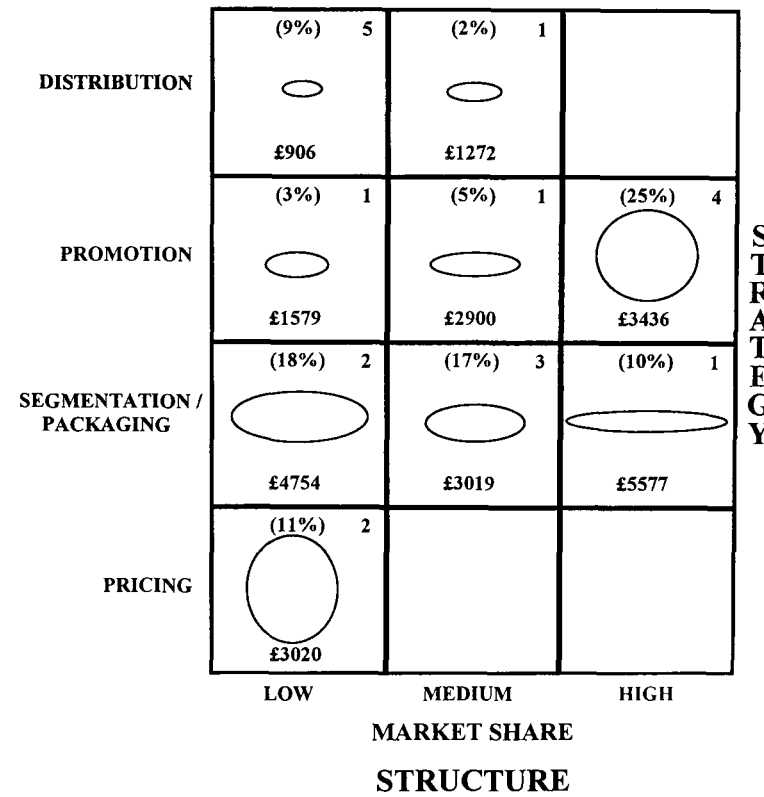 (9%) 5 (2%) 1
DISTRIBUTION
£906 £1272
(3%) 1 (5%) 1 (25%) 4
PROMOTION
£1579 £2900 £3436
(18%) 2 (17%) 3 (10%) 1
SEGMENTATION /
PACKAGING
£4754 £3019 £5577
(11%) 2
PRICING
£3020
LOW MEDIUM HIGH
MARKET SHARE
STRUCTURE
STRATEGY